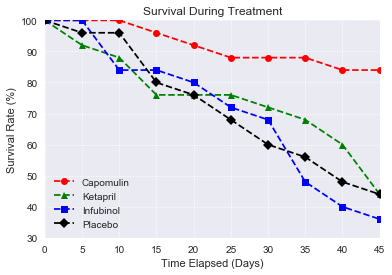 Survival During Treatment
Survival Rate (%)
100
90
80
70
60
50
40
30
Capomulin
Ketapril
Infubinol
Placebo
0 5 10 15 20 25 30 35 40 45
Time Elapsed (Days)